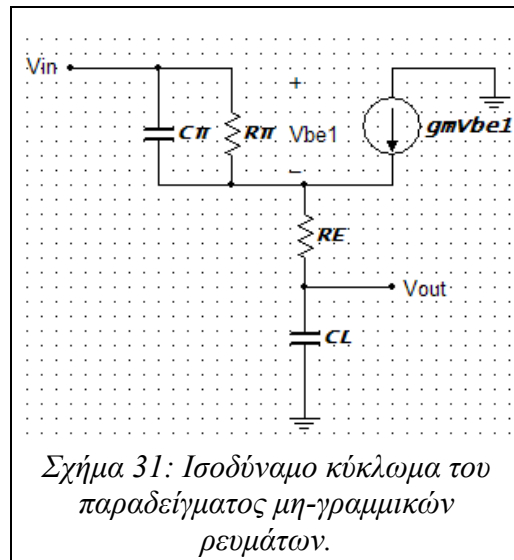 Vin
+
Cπ
Rπ
Vbe1
gmVbe1
–
RE
Vout
CL
Σχήμα 31: Ισοδύναμο κύκλωμα του
παραδείγματος μη-γραμμικών
ρευμάτων.